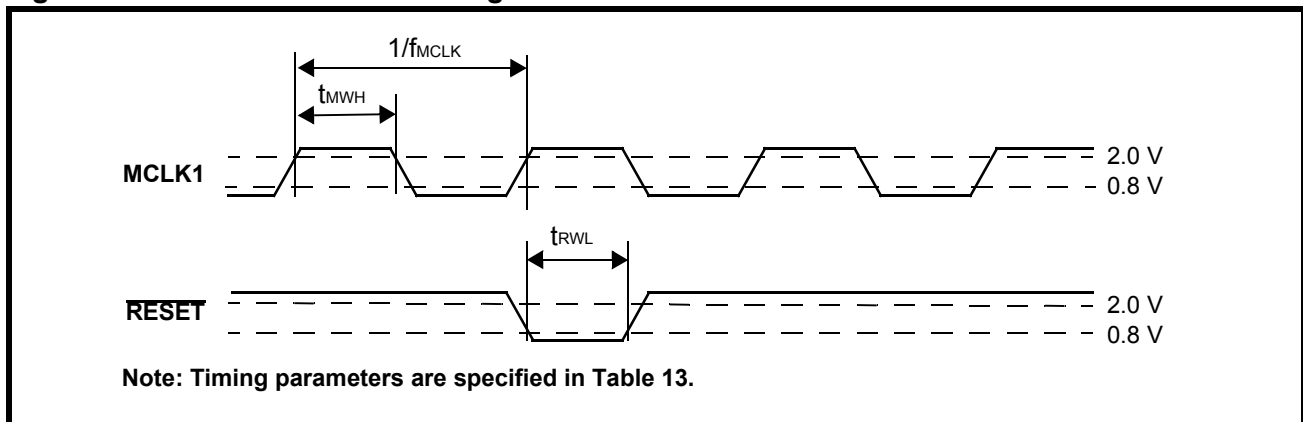 1/fMCLK
tMWH
MCLK1
2.0 V
0.8 V
tRWL
RESET
2.0 V
0.8 V
Note: Timing parameters are specified in Table 13.